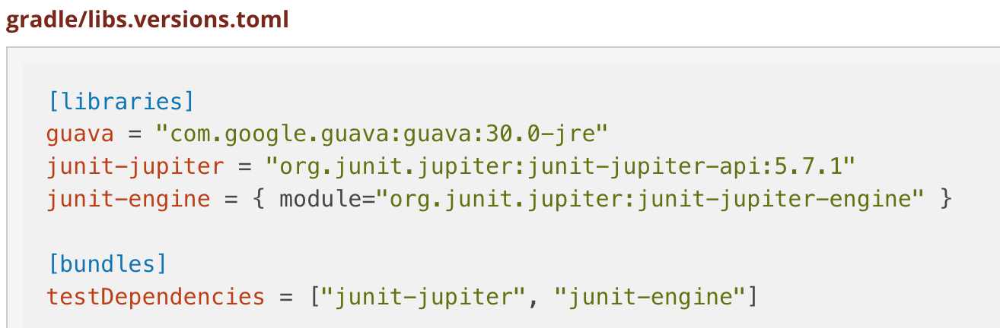 gradle/libs.versions.toml
[libraries]
guava = "com.google.guava:guava:30.0-jre"
junit-jupiter = "org.junit.jupiter:junit-jupiter-api:5.7.1"
junit-engine = { module="org.junit.jupiter:junit-jupiter-engine" }
[bundles]
testDependencies = ["junit-jupiter", "junit-engine"]